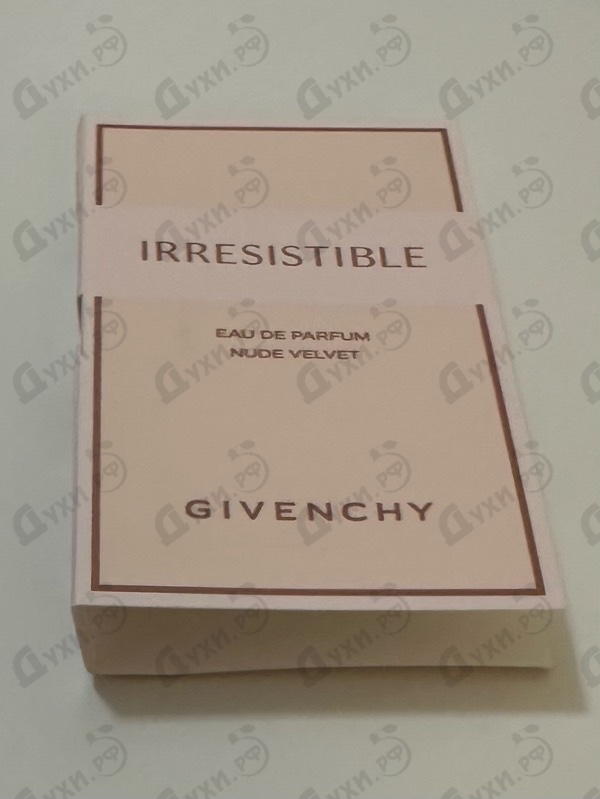 IRRESISTIBLE
EAU DE PARFUM
NUDE VELVET
GIVENCHY
Духи.РФ